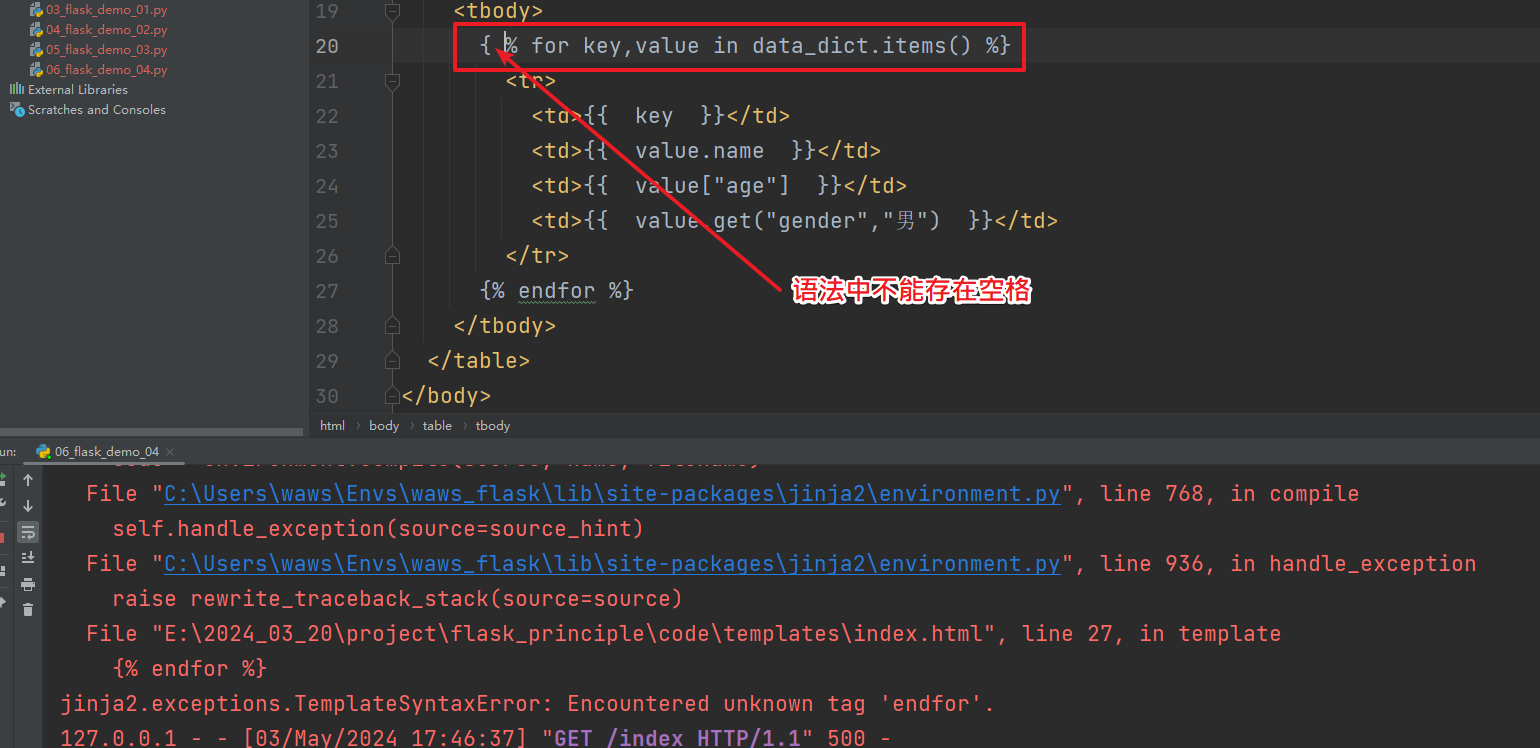 03_flask_demo_01.py
04_flask_demo_02.py
05_flask_demo_03.py
06_flask_demo_04.py
External Libraries
Scratches and Consoles
19 <tbody>
20 { % for key,value in data_dict.items() %}
21 <tr>
22 <td>{{  key  }}</td>
23 <td>{{  value.name  }}</td>
24 <td>{{  value["age"]  }}</td>
25 <td>{{  value.get("gender","男")  }}</td>
26 </tr>
27 {% endfor %}
语法中不能存在空格
28 </tbody>
29 </table>
30 </body>
html body table tbody
un: 06_flask_demo_04
File "C:\Users\waws\Envs\waws_flask\lib\site-packages\jinja2\environment.py", line 768, in compile
self.handle_exception(source=source_hint)
File "C:\Users\waws\Envs\waws_flask\lib\site-packages\jinja2\environment.py", line 936, in handle_exception
raise rewrite_traceback_stack(source=source)
File "E:\2024_03_20\project\flask_principle\code\templates\index.html", line 27, in template
{% endfor %}
jinja2.exceptions.TemplateSyntaxError: Encountered unknown tag 'endfor'.
127.0.0.1 - - [03/May/2024 17:46:37] "GET /index HTTP/1.1" 500 -